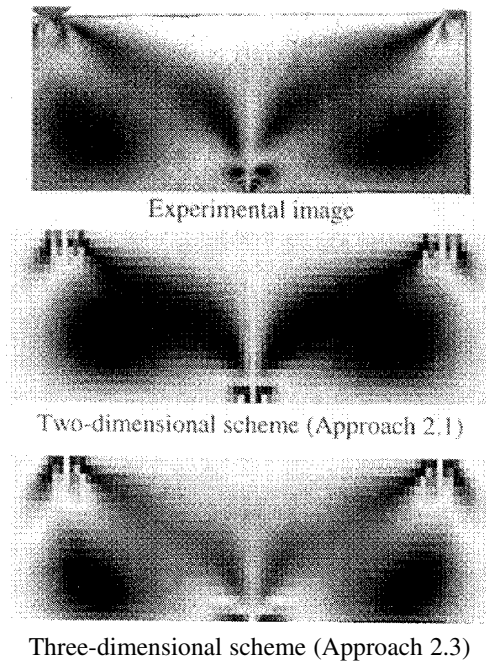 Experimental image
Two-dimensional scheme (Approach 2.1)
Three-dimensional scheme (Approach 2.3)